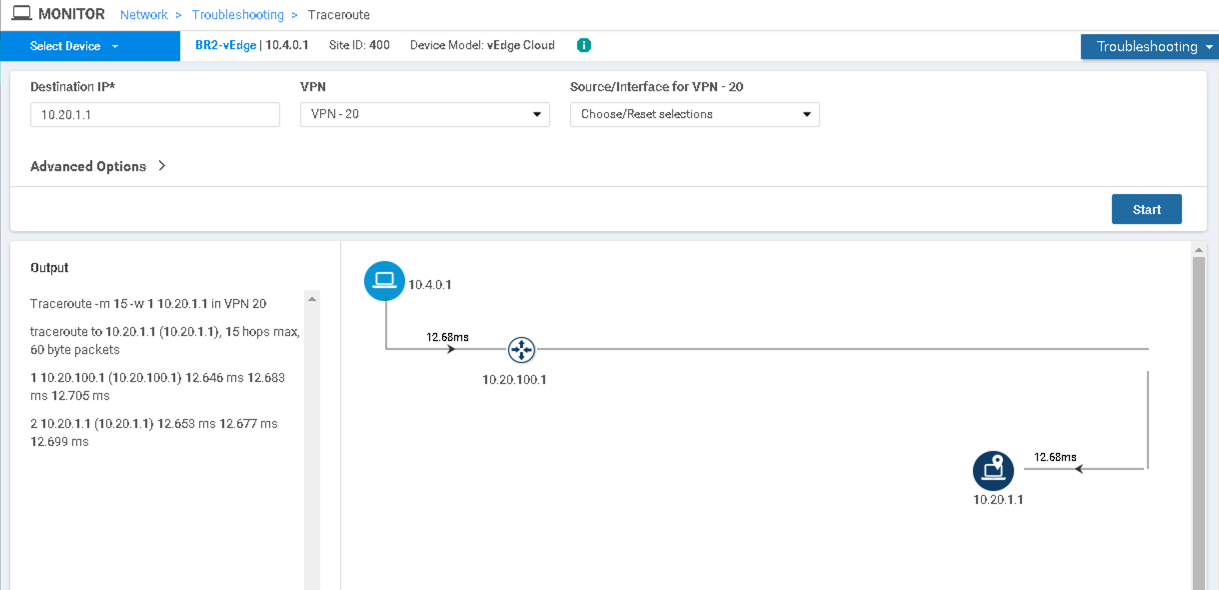 MONITOR Network > Troubleshooting > Traceroute
Select Device BR2-vEdge | 10.4.0.1 Site ID: 400 Device Model: vEdge Cloud i Troubleshooting
Destination IP* VPN Source/Interface for VPN - 20
10.20.1.1 VPN - 20 Choose/Reset selections
Advanced Options >
Start
Output
Traceroute -m 15 -w 1 10.20.1.1 in VPN 20
traceroute to 10.20.1.1 (10.20.1.1), 15 hops max,
60 byte packets
1 10.20.100.1 (10.20.100.1) 12.646 ms 12.683
ms 12.705 ms
2 10.20.1.1 (10.20.1.1) 12.653 ms 12.677 ms
12.699 ms
10.4.0.1
12.68ms
10.20.100.1
12.68ms
10.20.1.1